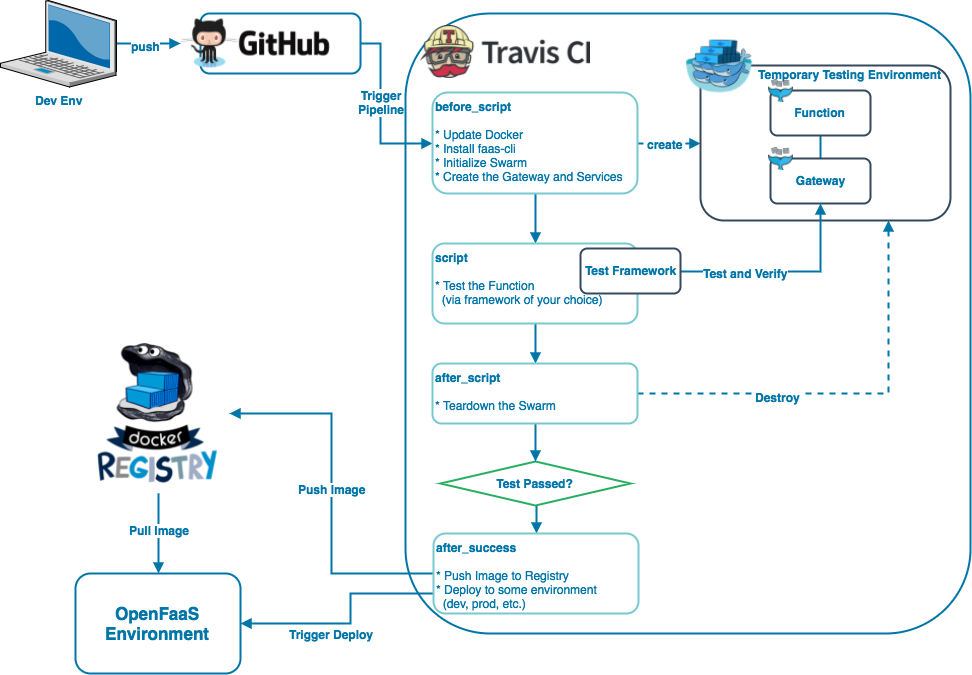 Dev Env
push
GitHub
Trigger
Pipeline
Travis CI
before_script
* Update Docker
* Install faas-cli
* Initialize Swarm
* Create the Gateway and Services
create
Temporary Testing Environment
Function
Gateway
script
* Test the Function
(via framework of your choice)
Test Framework
Test and Verify
after_script
* Teardown the Swarm
Destroy
Test Passed?
after_success
* Push Image to Registry
* Deploy to some environment
(dev, prod, etc.)
Push Image
Trigger Deploy
docker
REGISTRY
Pull Image
OpenFaaS
Environment